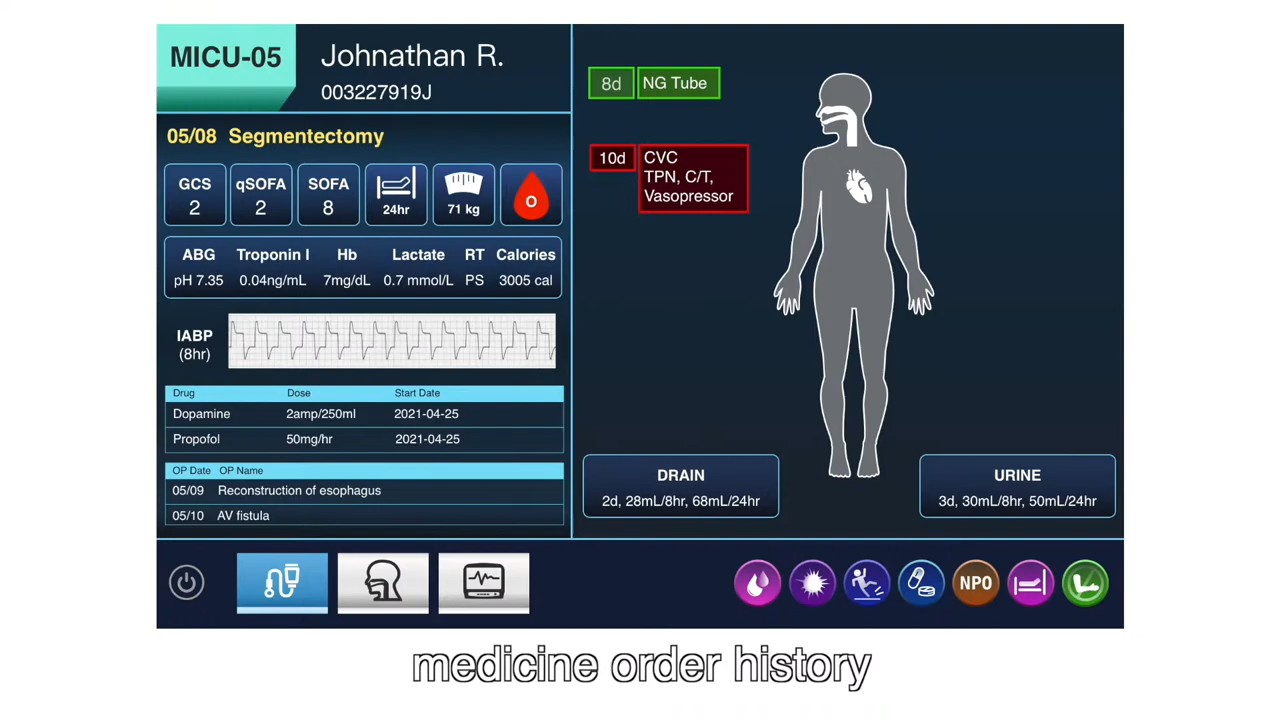 MICU-05
Johnathan R.
003227919J
05/08 Segmentectomy
GCS
2
qSOFA
2
SOFA
8
24hr
71 kg
O
ABG Troponin I Hb Lactate RT Calories
pH 7.35 0.04ng/mL 7mg/dL 0.7 mmol/L PS 3005 cal
IABP
(8hr)
Drug Dose Start Date
Dopamine 2amp/250ml 2021-04-25
Propofol 50mg/hr 2021-04-25
OP Date OP Name
05/09 Reconstruction of esophagus
05/10 AV fistula
8d NG Tube
10d CVC
TPN, C/T,
Vasopressor
DRAIN
2d, 28mL/8hr, 68mL/24hr
URINE
3d, 30mL/8hr, 50mL/24hr
NPO
medicine order history